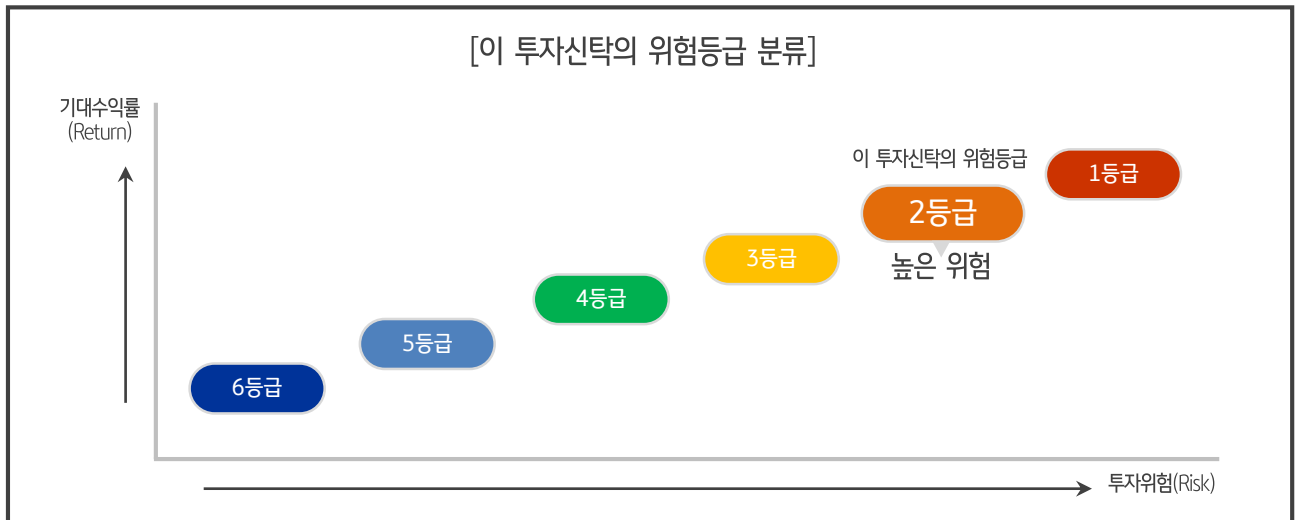 [이 투자신탁의 위험등급 분류]
기대수익률
(Return)
이 투자신탁의 위험등급
1등급
2등급
높은 위험
3등급
4등급
5등급
6등급
투자위험(Risk)